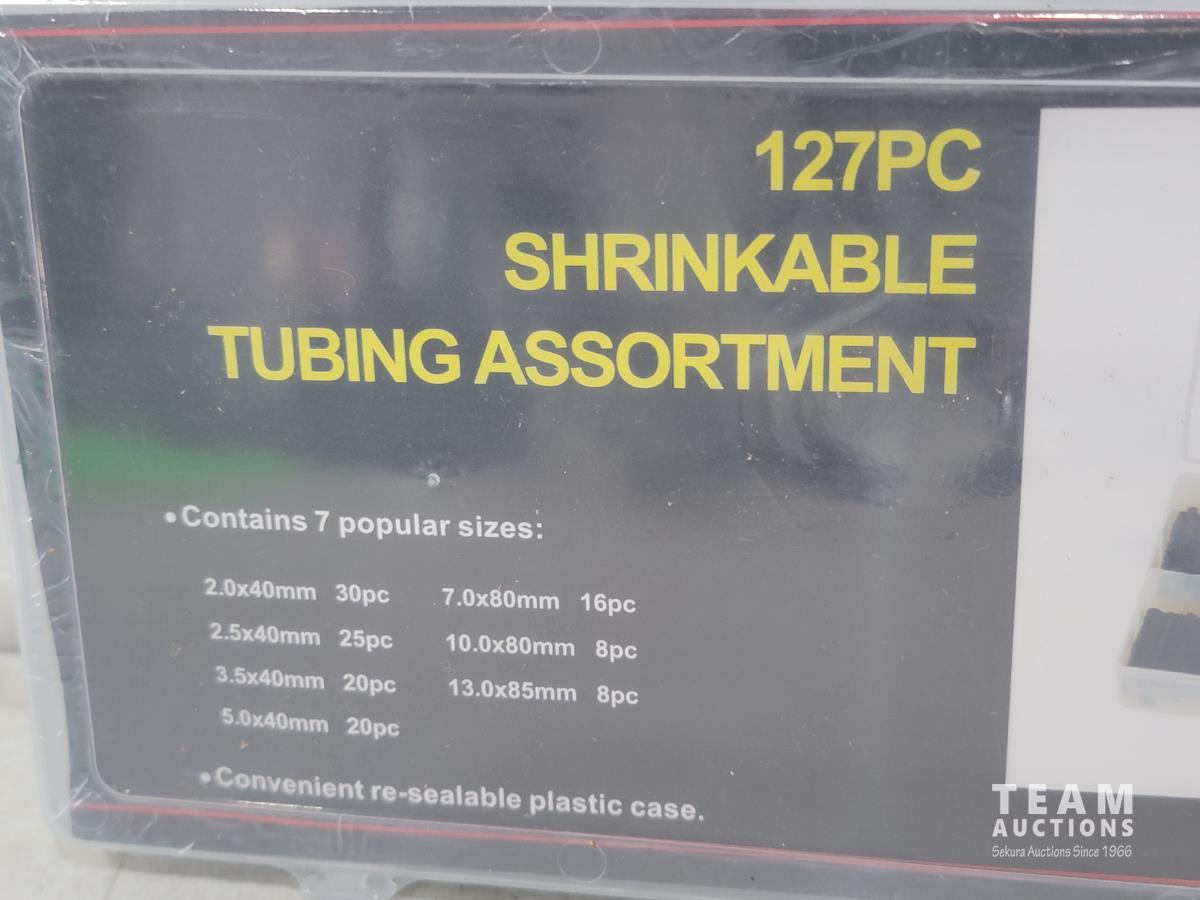 127PC
SHRINKABLE
TUBING ASSORTMENT
•Contains 7 popular sizes:
2.0x40mm 30pc 7.0x80mm 16pc
2.5x40mm 25pc 10.0x80mm 8pc
3.5x40mm 20pc 13.0x85mm 8pc
5.0x40mm 20pc
•Convenient re-sealable plastic case.
TEAM
AUCTIONS
Sekura Auctions Since 1966